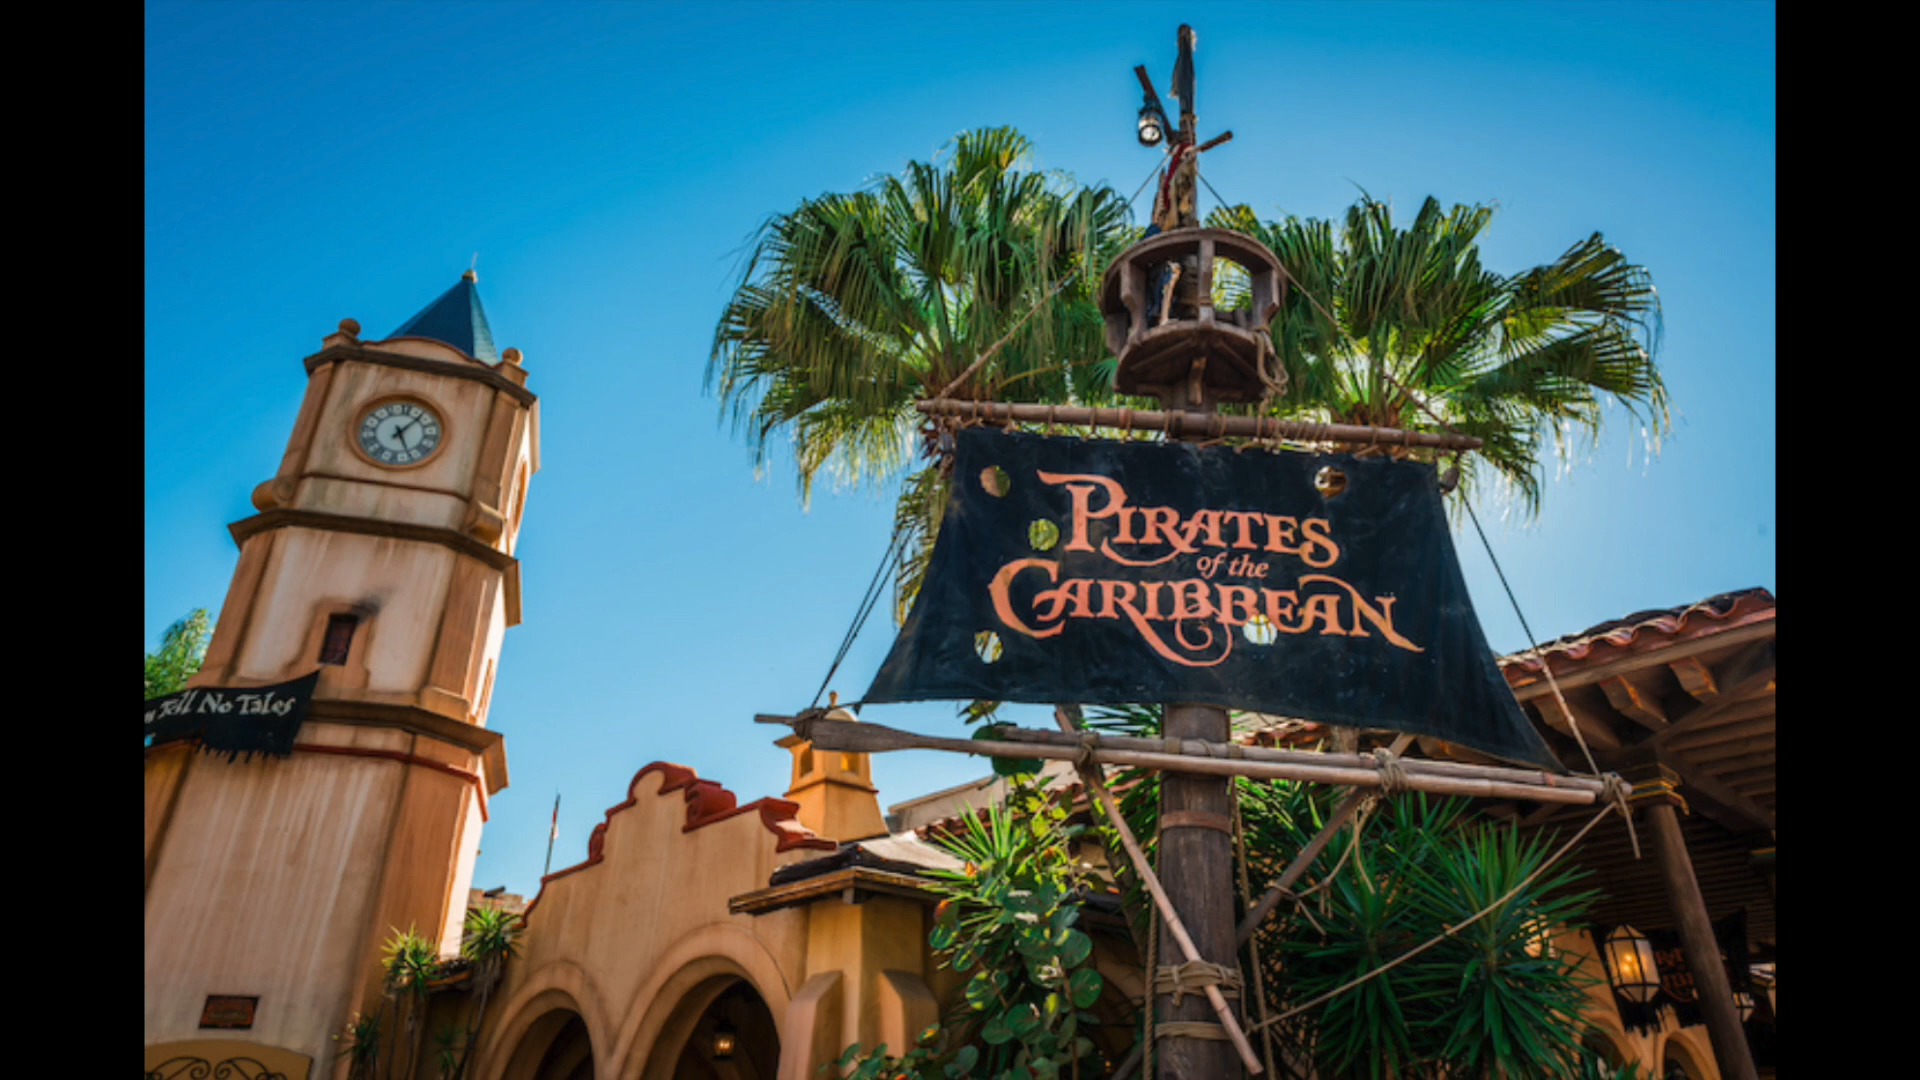 Tell No Tales
PIRATES
of the
CARIBBEAN